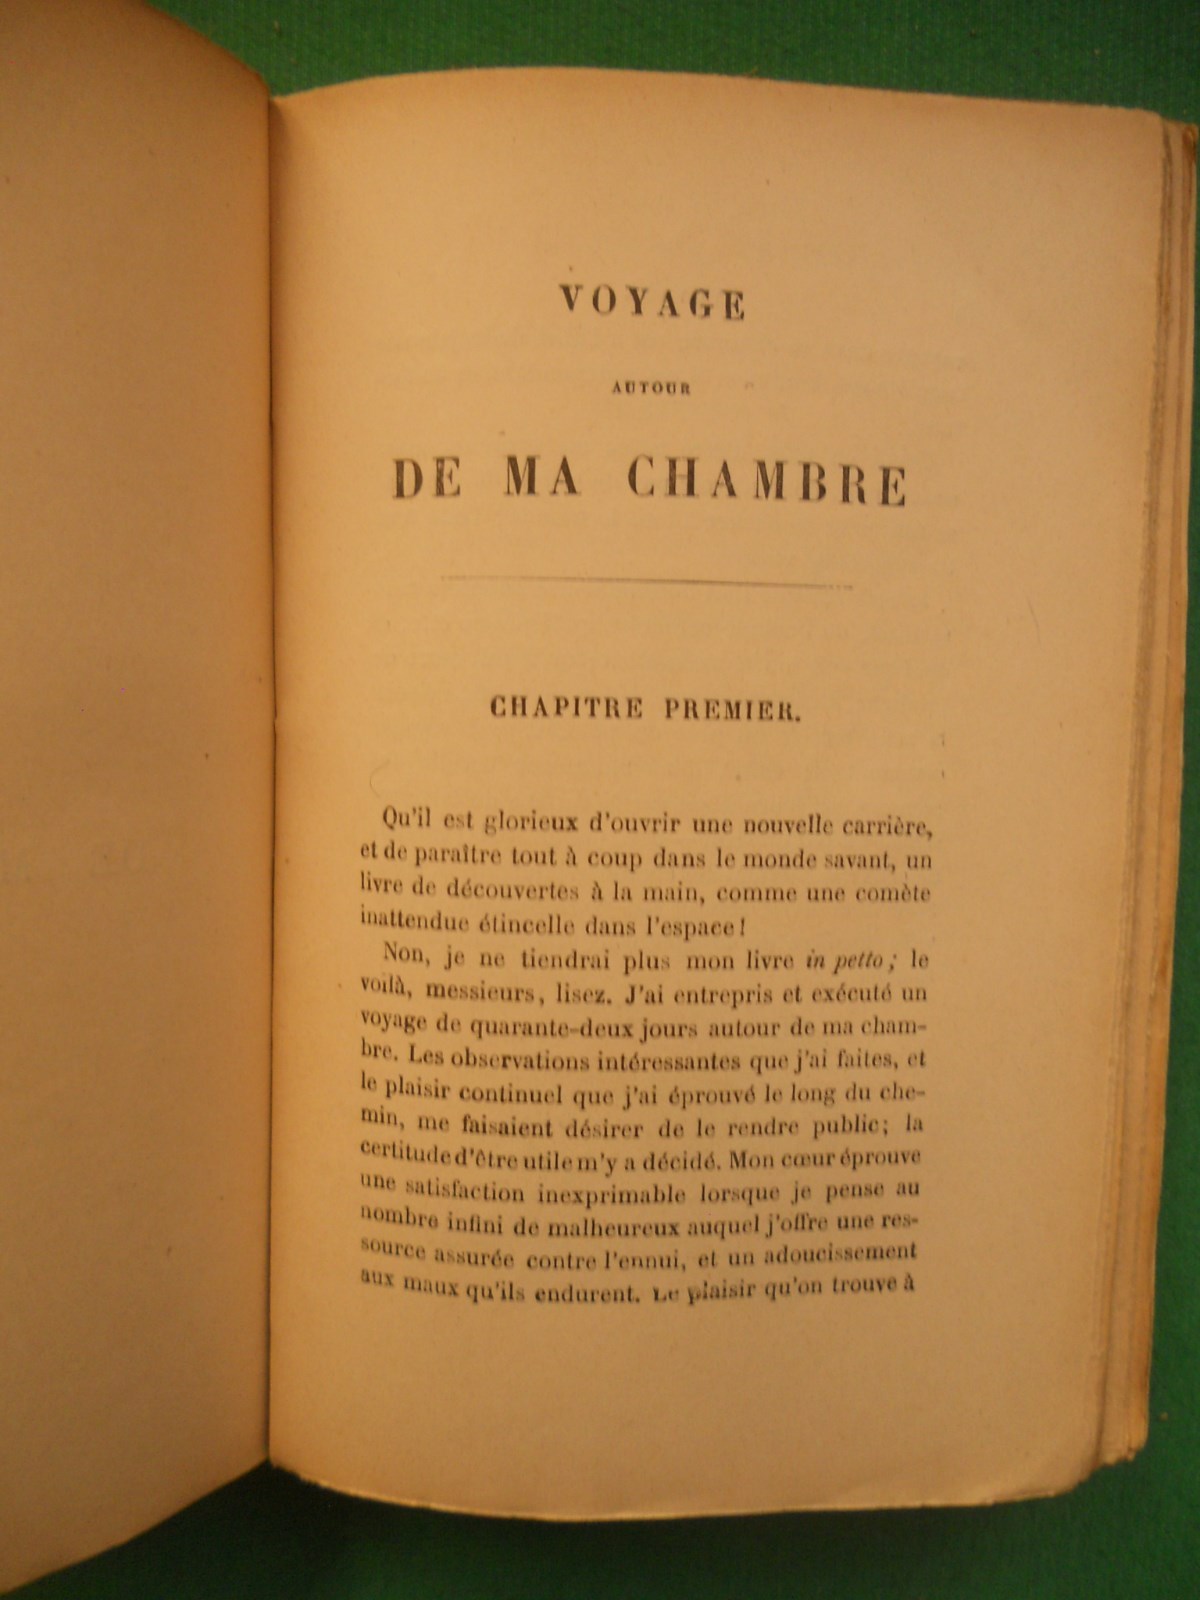 VOYAGE
AUTOUR
DE MA CHAMBRE
CHAPITRE PREMIER.
Qu'il est glorieux d'ouvrir une nouvelle carrière,
et de paraître tout à coup dans le monde savant, un
livre de découvertes à la main, comme une comète
inattendue étincelle dans l'espace!
Non, je ne tiendrai plus mon livre in petto; le
voilà, messieurs, lisez. J'ai entrepris et exécuté un
voyage de quarante-deux jours autour de ma cham-
bre. Les observations intéressantes que j'ai faites, et
le plaisir continuel que j'ai éprouvé le long du che-
min, me faisaient désirer de le rendre public; la
certitude d'être utile m'y a décidé. Mon cœur éprouve
une satisfaction inexprimable lorsque je pense au
nombre infini de malheureux auquel j'offre une res-
source assurée contre l'ennui, et un adoucissement
aux maux qu'ils endurent. Le plaisir qu'on trouve à